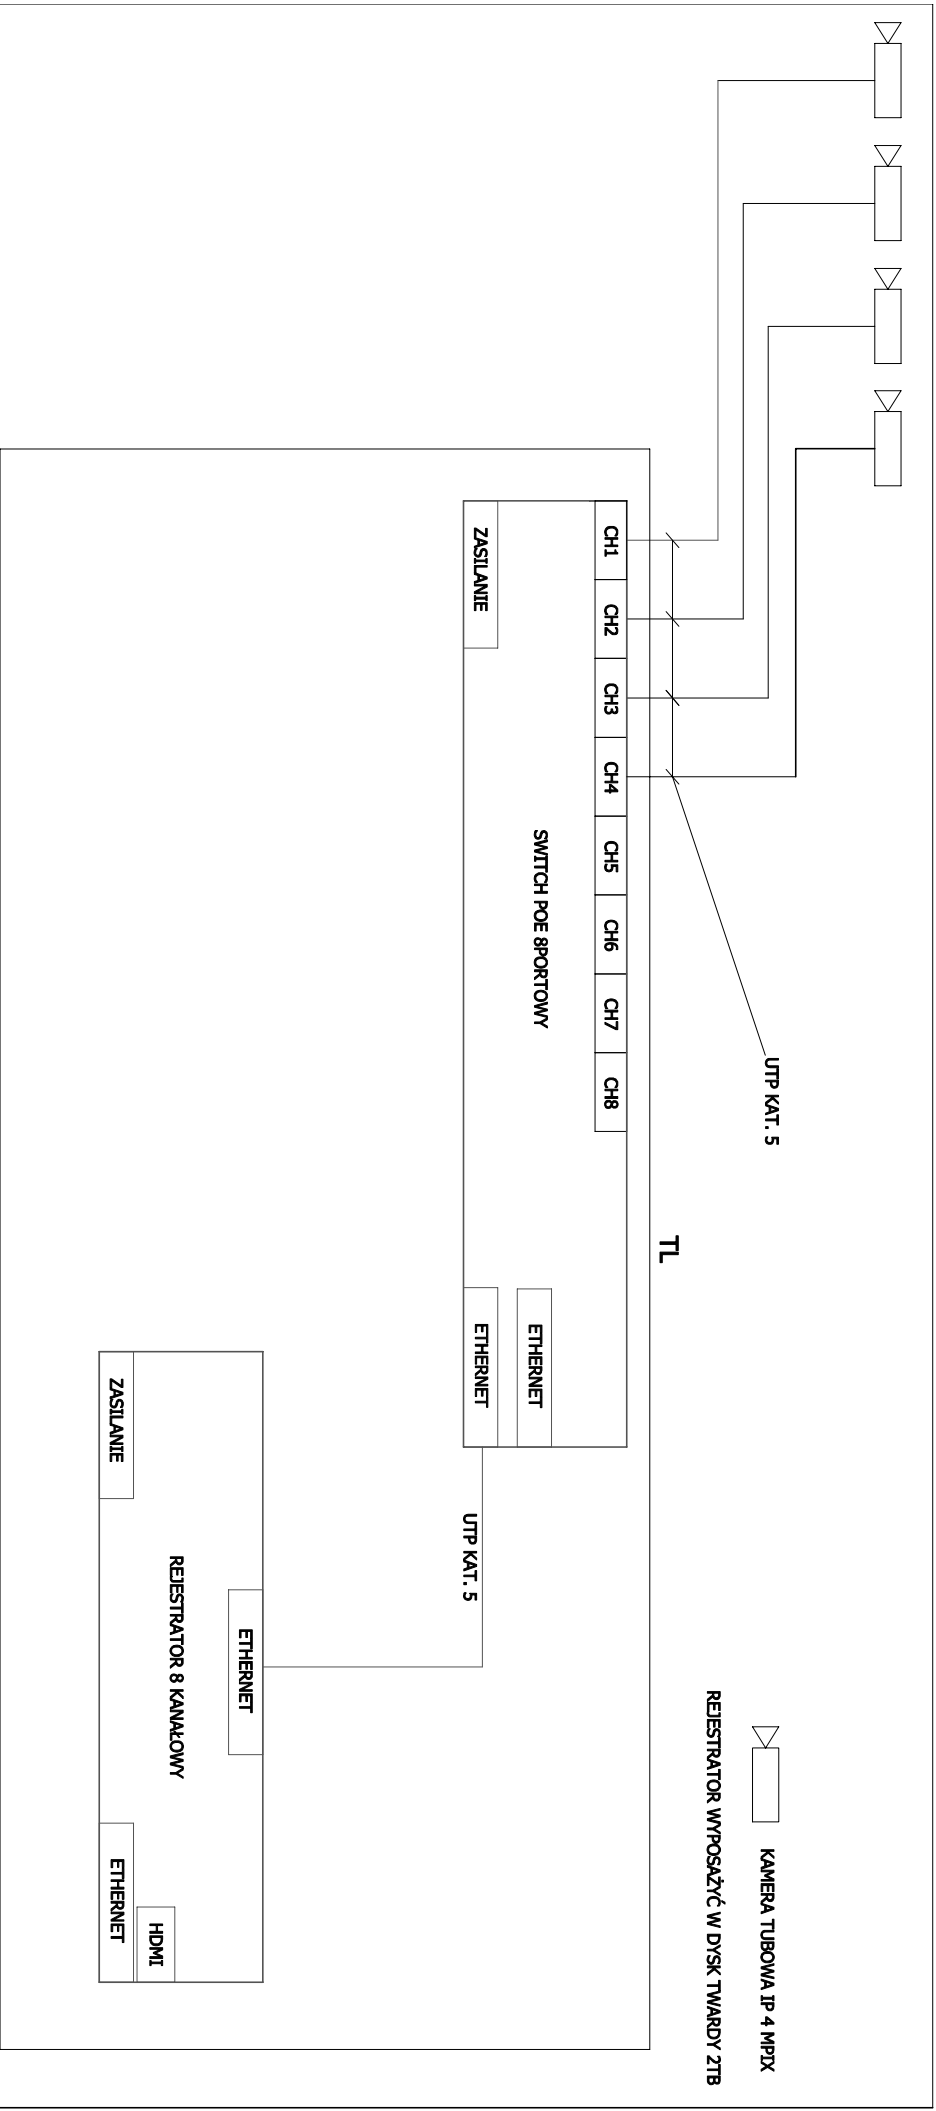 KAMERA TUBOWA IP 4 MPIX
REJESTRATOR WYPOSAŻYĆ W DYSK TWARDY 2TB
UTP KAT. 5
TL
CH1
CH2
CH3
CH4
CH5
CH6
CH7
CH8
SWITCH POE 8PORTOWY
ETHERNET
ZASILANIE
ETHERNET
UTP KAT. 5
ETHERNET
REJESTRATOR 8 KANAŁOWY
HDMI
ZASILANIE
ETHERNET